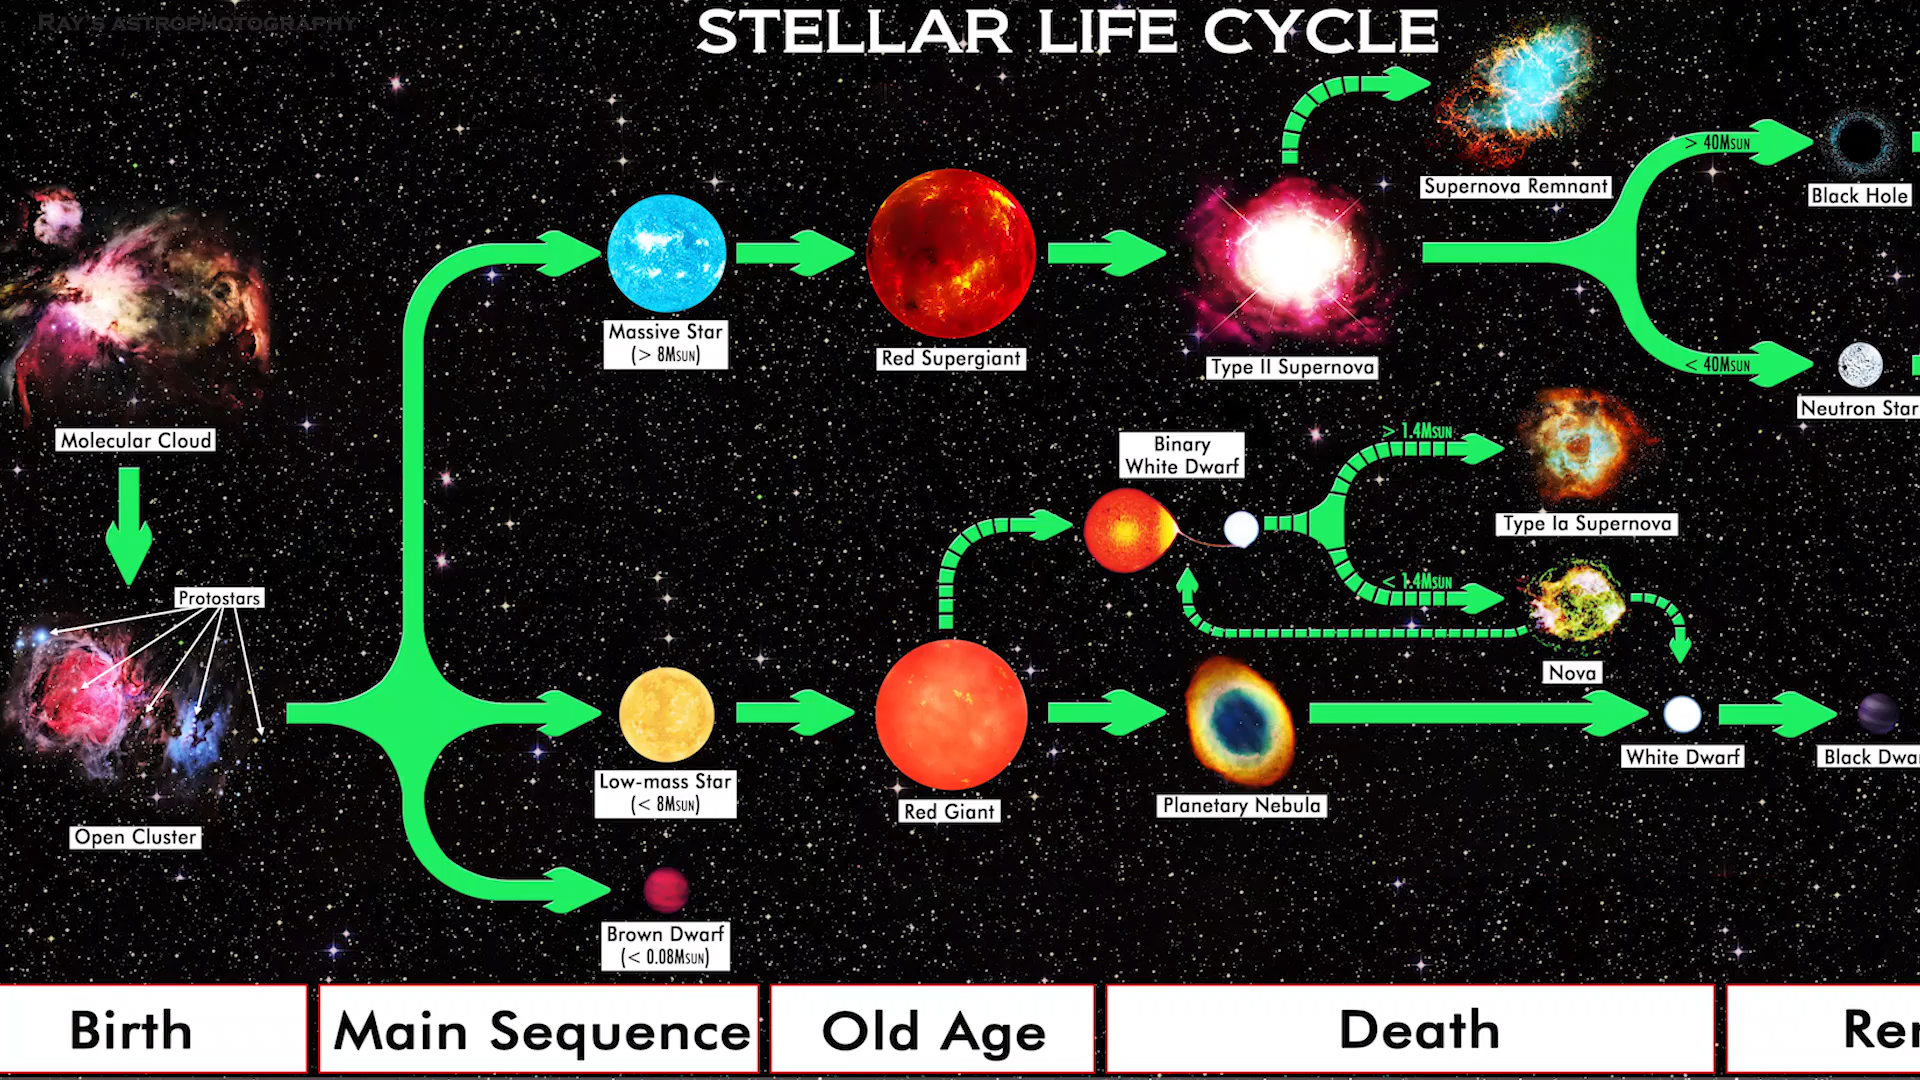 RAY'S ASTROPHOTOGRAPHY
STELLAR LIFE CYCLE
> 40MSUN
Supernova Remnant
Black Hole
Massive Star
(> 8MSUN)
Red Supergiant
Type II Supernova
< 40MSUN
Neutron Star
Molecular Cloud
Binary
White Dwarf
> 1.4MSUN
Type Ia Supernova
< 1.4MSUN
Protostars
Nova
Low-mass Star
(< 8MSUN)
Red Giant
Planetary Nebula
White Dwarf
Black Dwa
Open Cluster
Brown Dwarf
(< 0.08MSUN)
Birth
Main Sequence
Old Age
Death
Rer